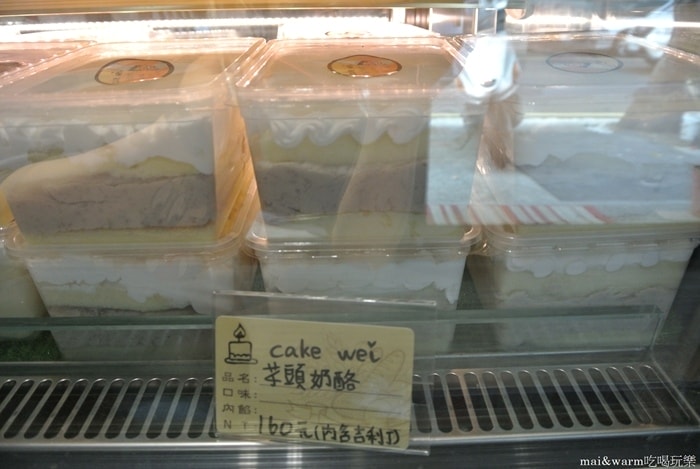 cake wei
品名: 芋頭奶酪
口味:
內餡:
NT 160元(內含吉利丁)
mai&warm吃喝玩樂